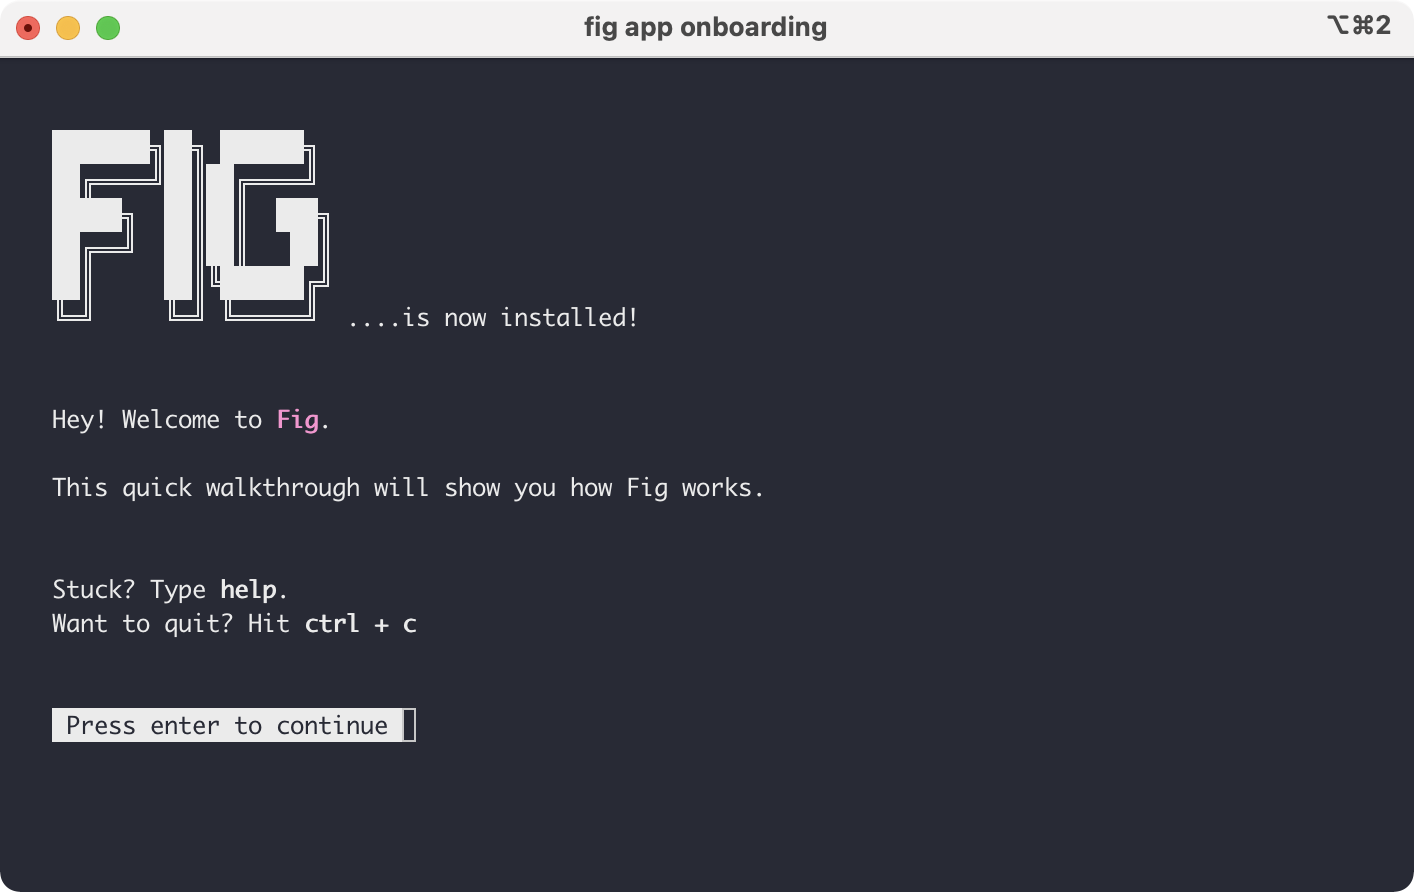 fig app onboarding
⌥⌘2
FIG
....is now installed!
Hey! Welcome to Fig.
This quick walkthrough will show you how Fig works.
Stuck? Type help.
Want to quit? Hit ctrl + c
Press enter to continue